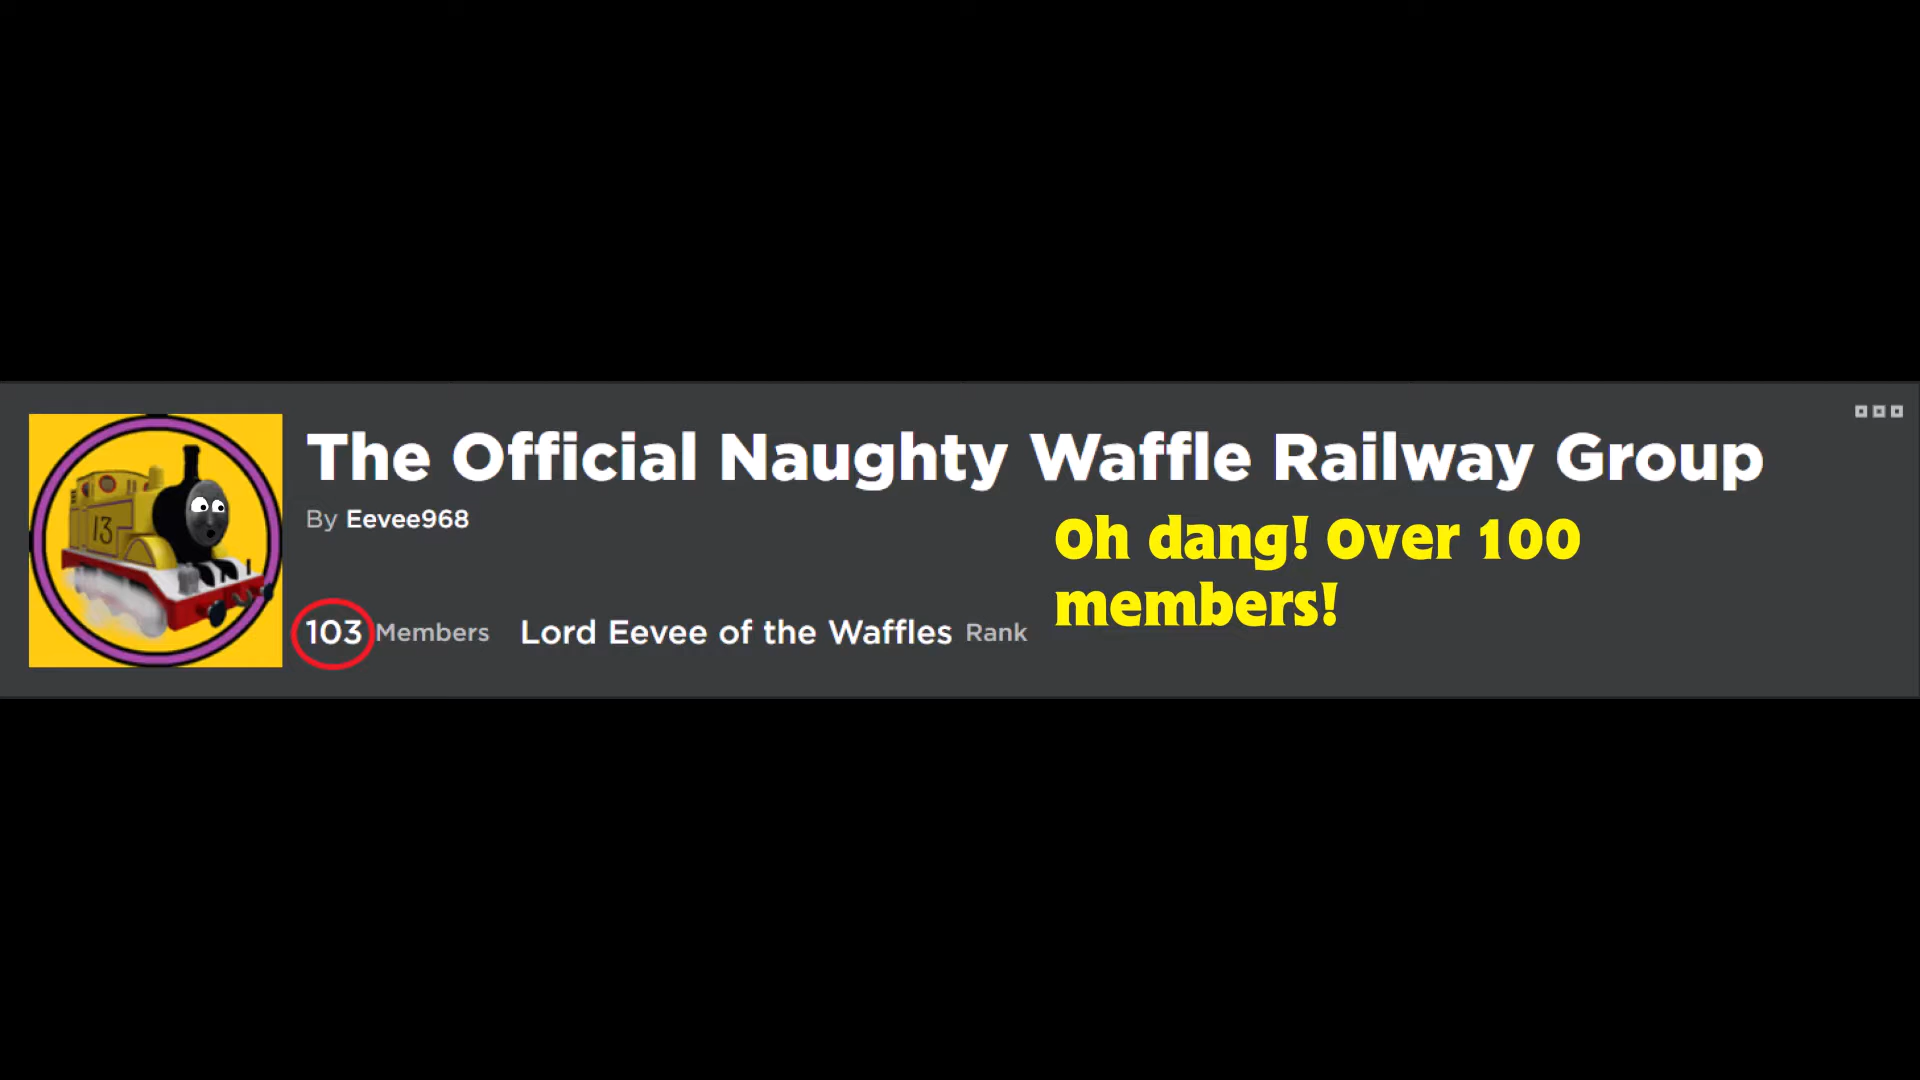 The Official Naughty Waffle Railway Group
By Eevee968
Oh dang! Over 100
members!
103 Members Lord Eevee of the Waffles Rank
13